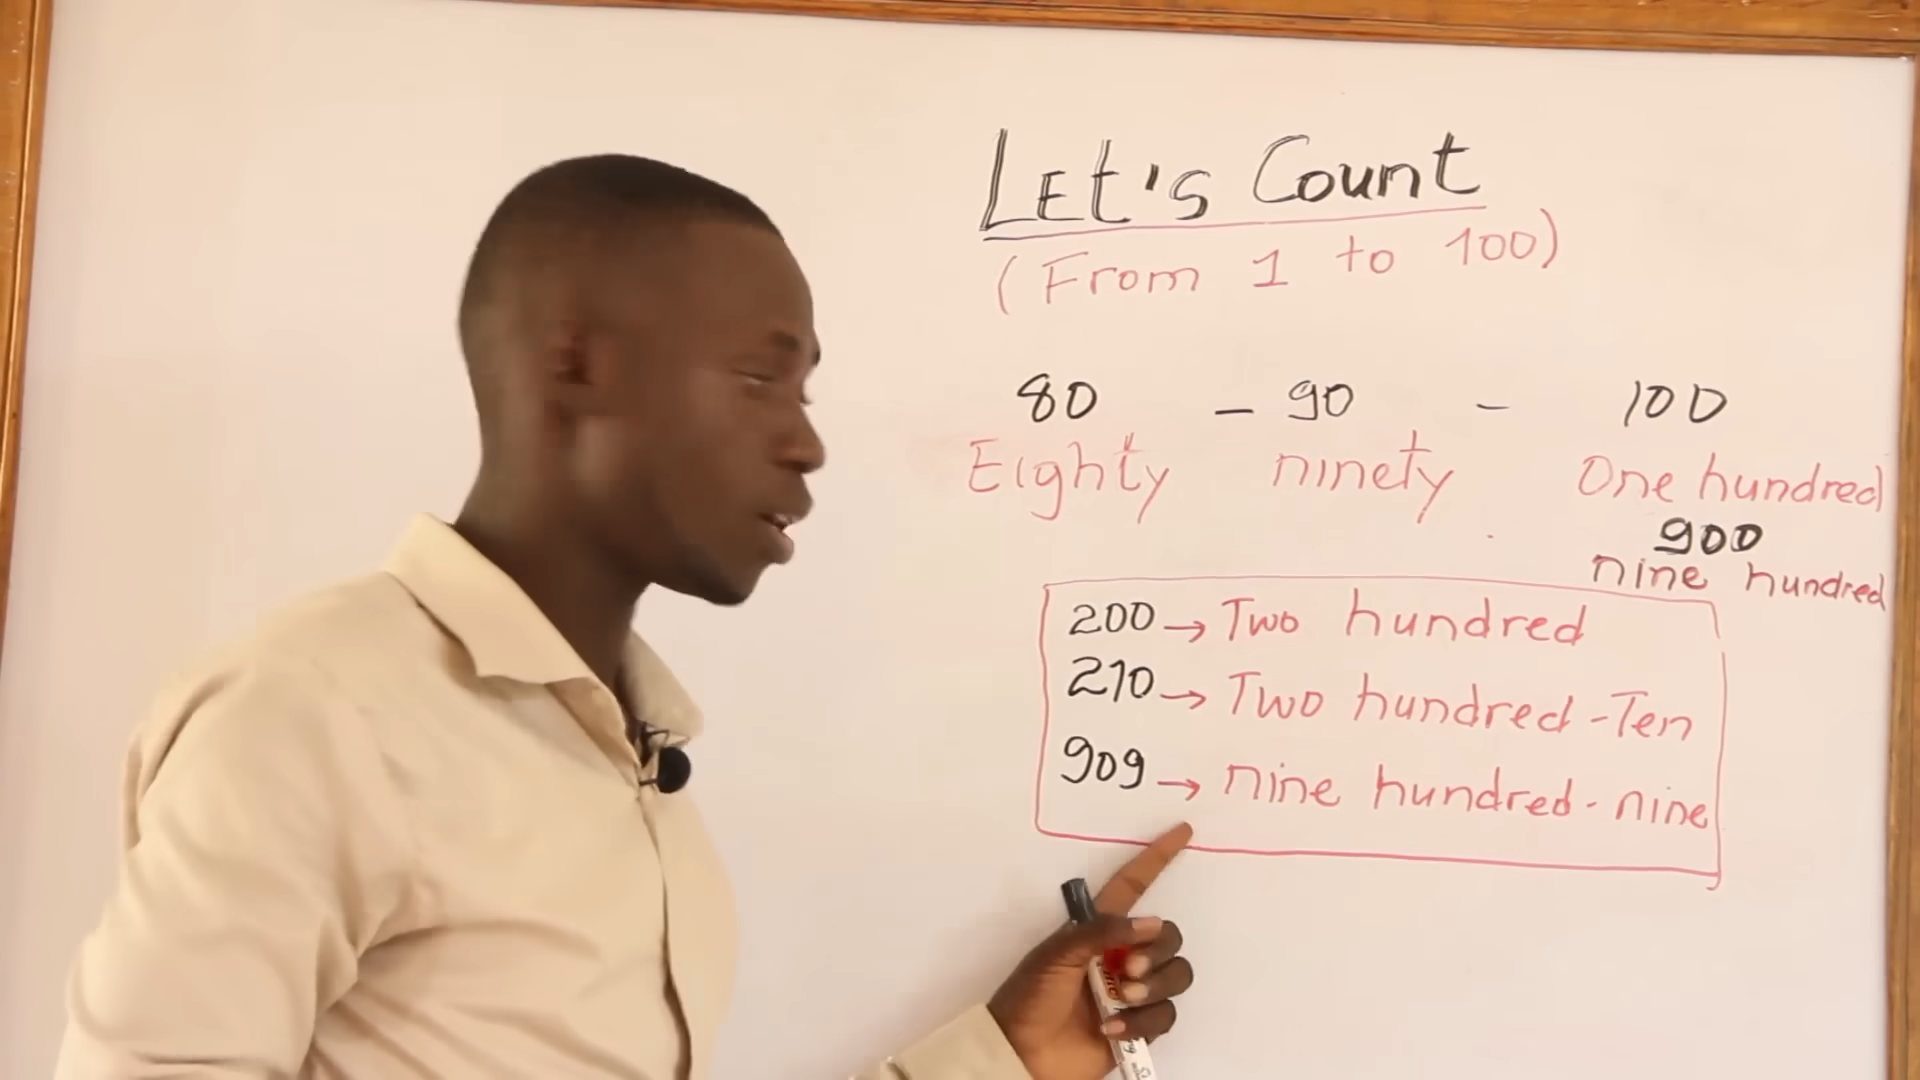 LEt's Count
(From 1 to 100)
80 - 90 - 100
Eighty ninety One hundred
900
nine hundred
200 → Two hundred
210 → Two hundred-Ten
909 → nine hundred-nine